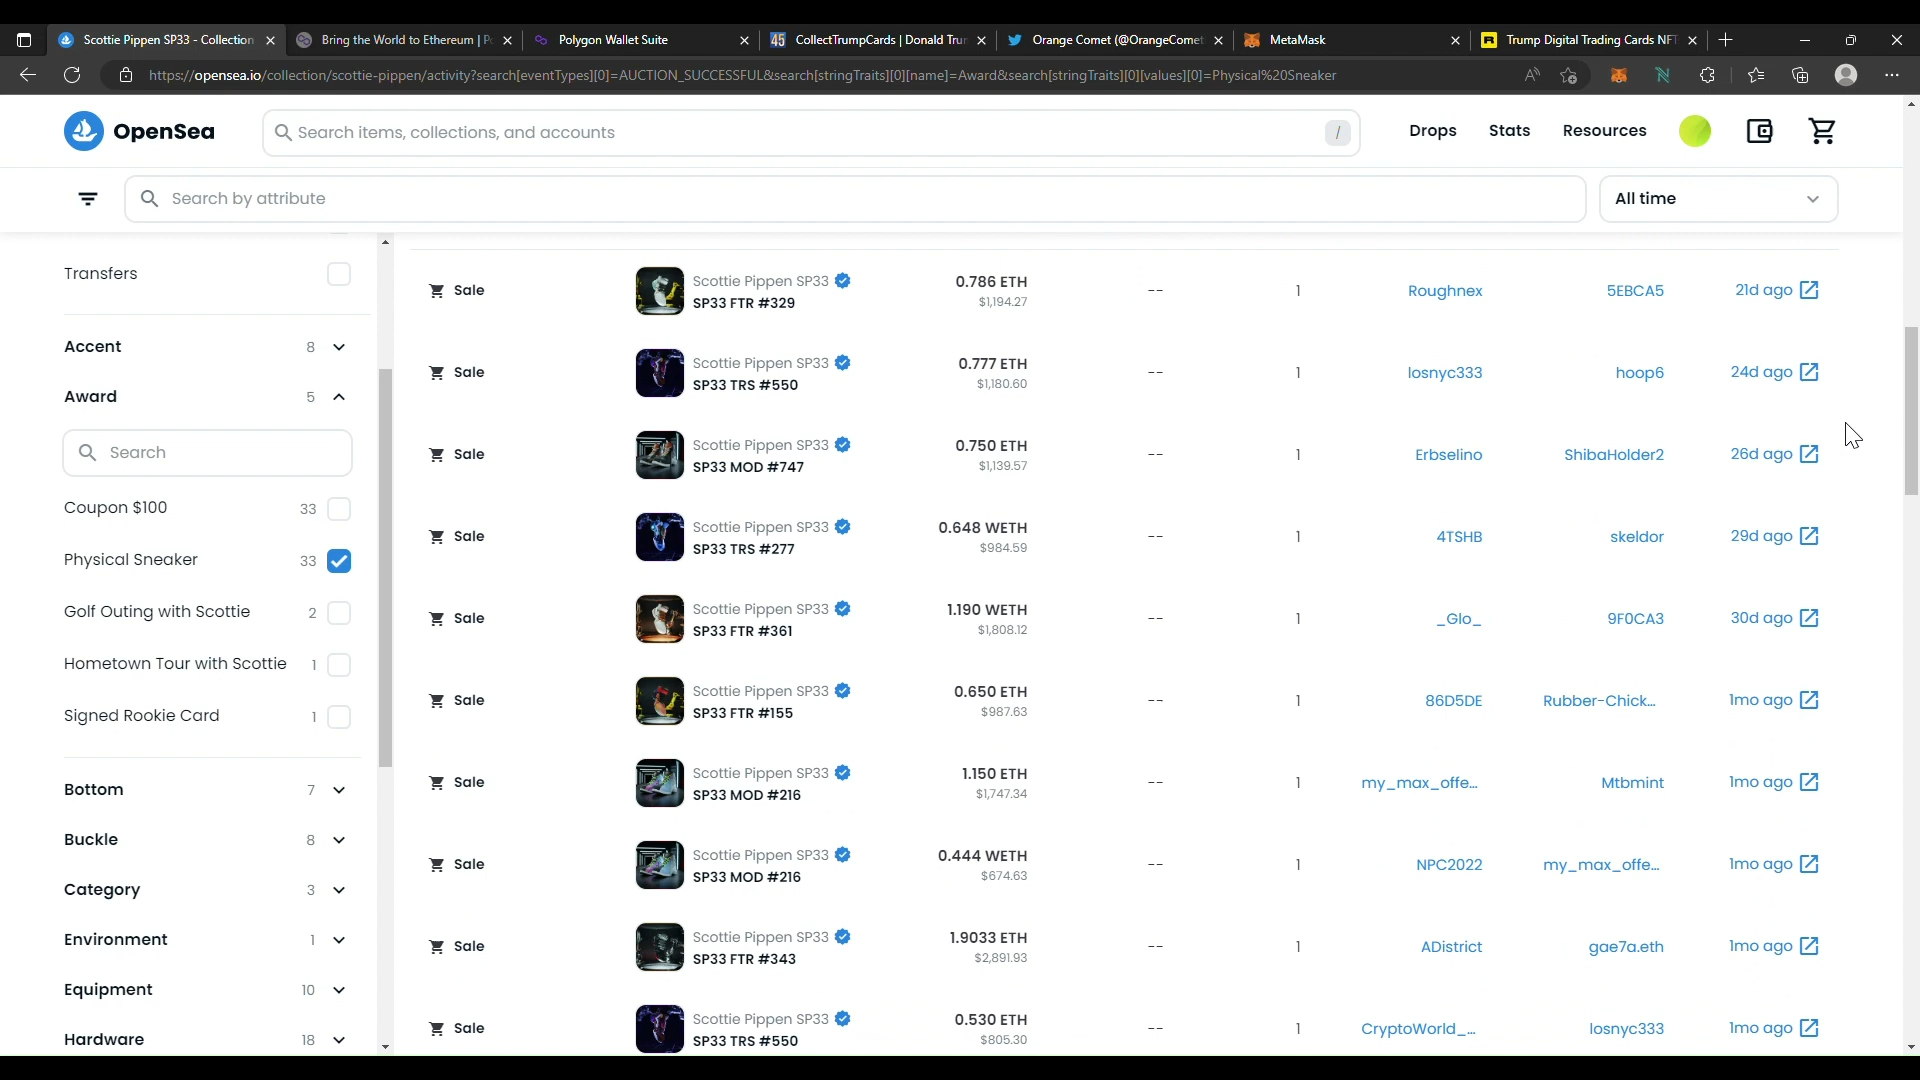 Scottie Pippen SP33 - Collection
Bring the World to Ethereum | Po
Polygon Wallet Suite
CollectTrumpCards | Donald Trum
Orange Comet (@OrangeComet
MetaMask
Trump Digital Trading Cards NFT
https://opensea.io/collection/scottie-pippen/activity?search[eventTypes][0]=AUCTION_SUCCESSFUL&search[stringTraits][0][name]=Award&search[stringTraits][0][values][0]=Physical%20Sneaker
OpenSea
Search items, collections, and accounts
/
Drops
Stats
Resources
Search by attribute
All time
Transfers
Accent 8
Award 5
Search
Coupon $100 33
Physical Sneaker 33
Golf Outing with Scottie 2
Hometown Tour with Scottie 1
Signed Rookie Card 1
Bottom 7
Buckle 8
Category 3
Environment 1
Equipment 10
Hardware 18
Sale Scottie Pippen SP33 0.786 ETH -- 1 Roughnex 5EBCA5 21d ago
SP33 FTR #329 $1,194.27
Sale Scottie Pippen SP33 0.777 ETH -- 1 losnyc333 hoop6 24d ago
SP33 TRS #550 $1,180.60
Sale Scottie Pippen SP33 0.750 ETH -- 1 Erbselino ShibaHolder2 26d ago
SP33 MOD #747 $1,139.57
Sale Scottie Pippen SP33 0.648 WETH -- 1 4TSHB skeldor 29d ago
SP33 TRS #277 $984.59
Sale Scottie Pippen SP33 1.190 WETH -- 1 _Glo_ 9F0CA3 30d ago
SP33 FTR #361 $1,808.12
Sale Scottie Pippen SP33 0.650 ETH -- 1 86D5DE Rubber-Chick... 1mo ago
SP33 FTR #155 $987.63
Sale Scottie Pippen SP33 1.150 ETH -- 1 my_max_offe... Mtbmint 1mo ago
SP33 MOD #216 $1,747.34
Sale Scottie Pippen SP33 0.444 WETH -- 1 NPC2022 my_max_offe... 1mo ago
SP33 MOD #216 $674.63
Sale Scottie Pippen SP33 1.9033 ETH -- 1 ADistrict gae7a.eth 1mo ago
SP33 FTR #343 $2,891.93
Sale Scottie Pippen SP33 0.530 ETH -- 1 CryptoWorld_... losnyc333 1mo ago
SP33 TRS #550 $805.30